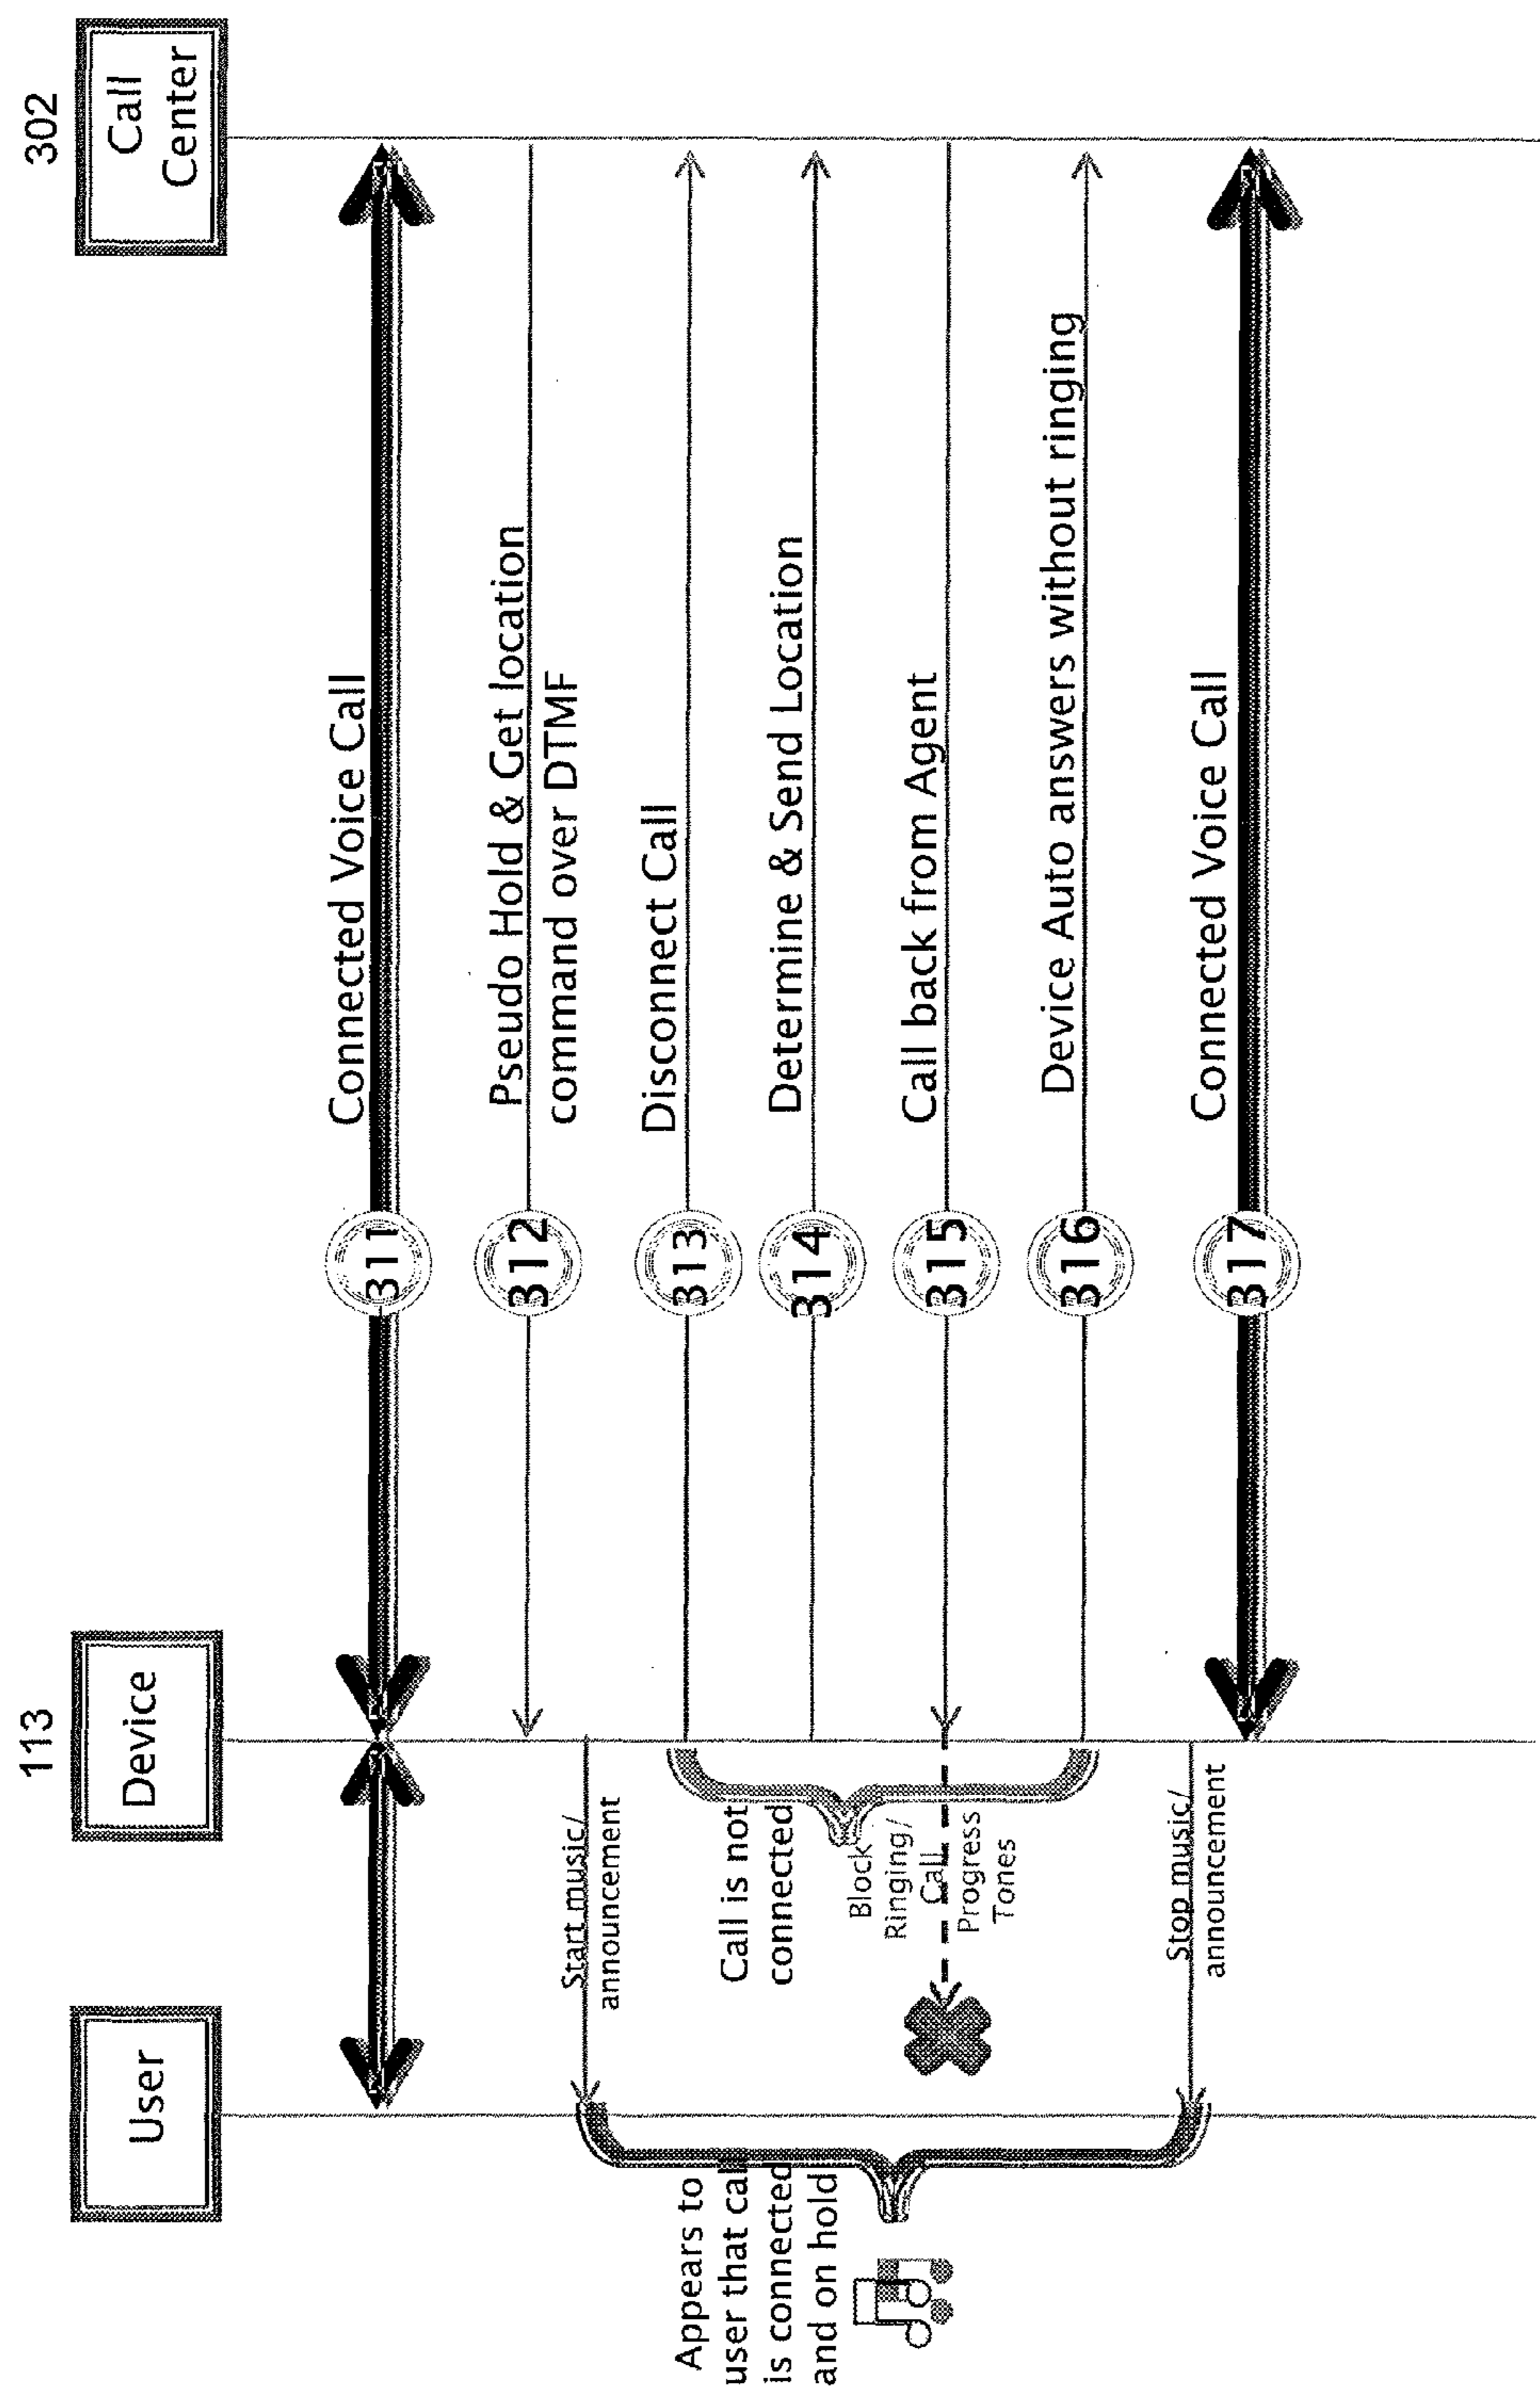 User
113
Device
302
Call
Center
311
Connected Voice Call
312
Pseudo Hold & Get location
command over DTMF
Start music/
announcement
313
Disconnect Call
Call is not
connected
314
Determine & Send Location
Appears to
user that call
is connected
and on hold
Block
Ringing/
Call
Progress
Tones
315
Call back from Agent
316
Device Auto answers without ringing
Stop music/
announcement
317
Connected Voice Call